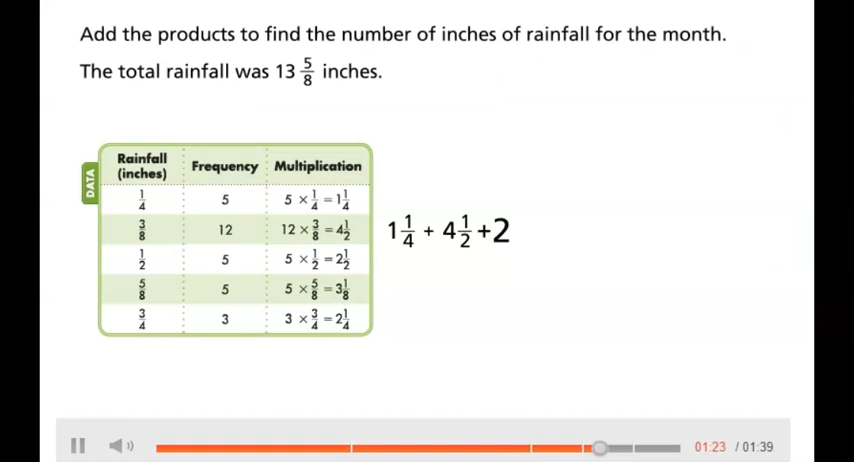 Add the products to find the number of inches of rainfall for the month.
The total rainfall was 13 5/8 inches.
DATA
Rainfall (inches) Frequency Multiplication
1/4 5 5 × 1/4 = 1 1/4
3/8 12 12 × 3/8 = 4 1/2
1/2 5 5 × 1/2 = 2 1/2
5/8 5 5 × 5/8 = 3 1/8
3/4 3 3 × 3/4 = 2 1/4
1 1/4 + 4 1/2 + 2
01:23 / 01:39